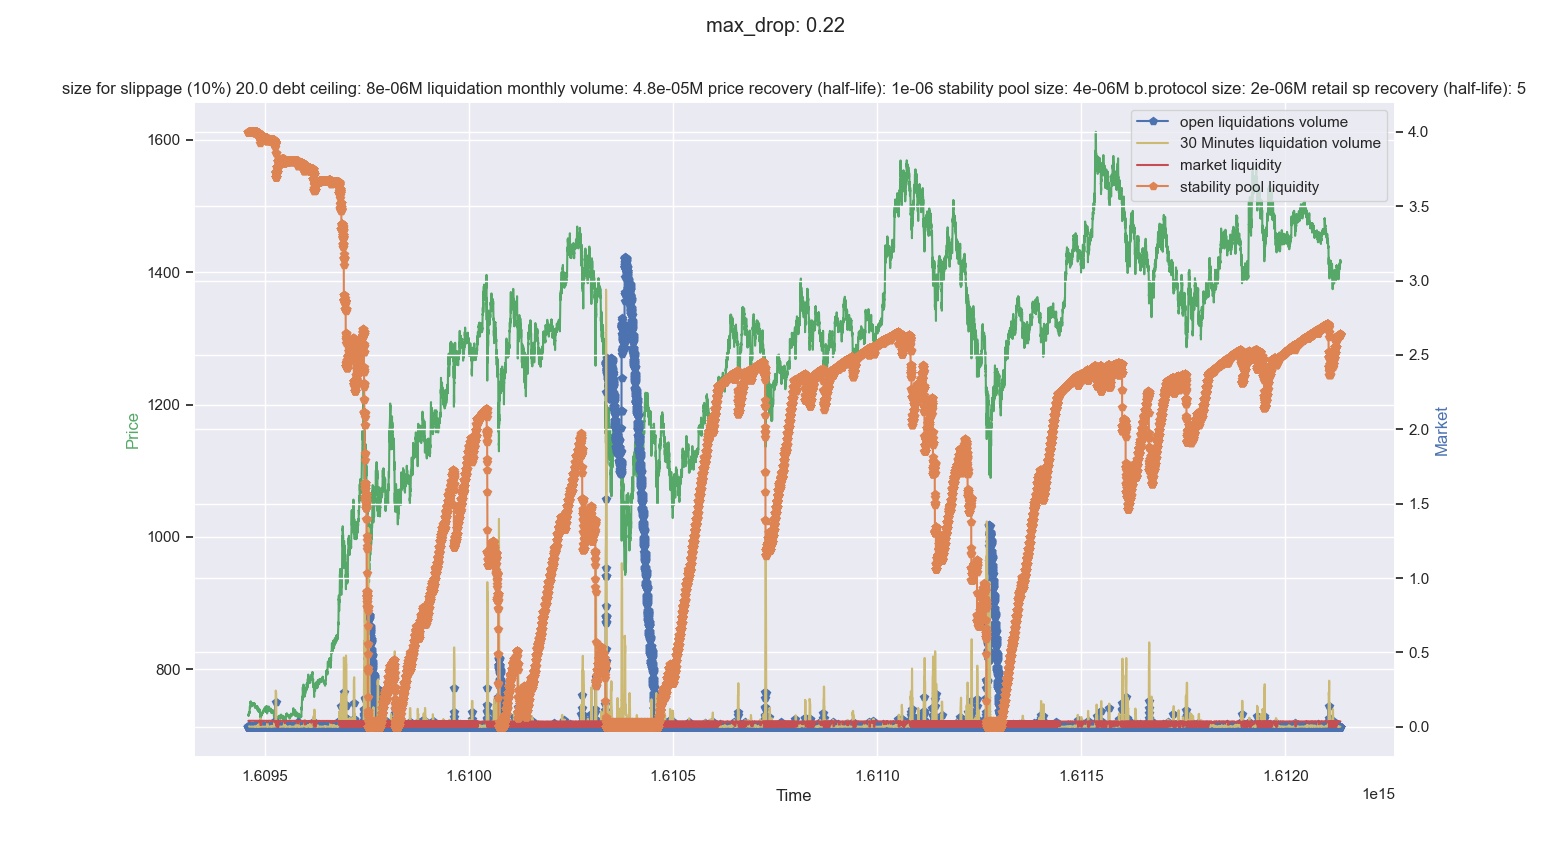 max_drop: 0.22
size for slippage (10%) 20.0 debt ceiling: 8e-06M liquidation monthly volume: 4.8e-05M price recovery (half-life): 1e-06 stability pool size: 4e-06M b.protocol size: 2e-06M retail sp recovery (half-life): 5
open liquidations volume
30 Minutes liquidation volume
market liquidity
stability pool liquidity
1600
1400
1200
1000
800
Price
4.0
3.5
3.0
2.5
2.0
1.5
1.0
0.5
0.0
Market
1.6095 1.6100 1.6105 1.6110 1.6115 1.6120
Time
1e15